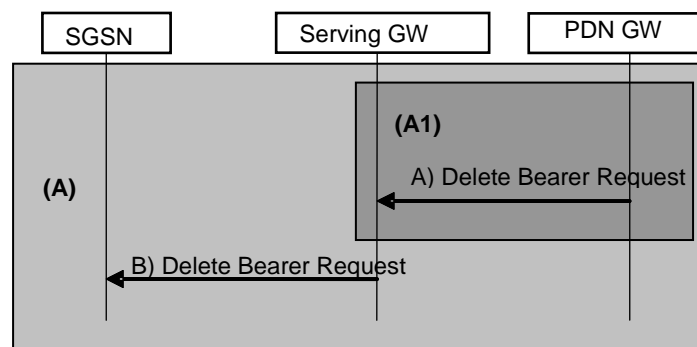 SGSN
Serving GW
PDN GW
(A1)
(A)
A) Delete Bearer Request
B) Delete Bearer Request